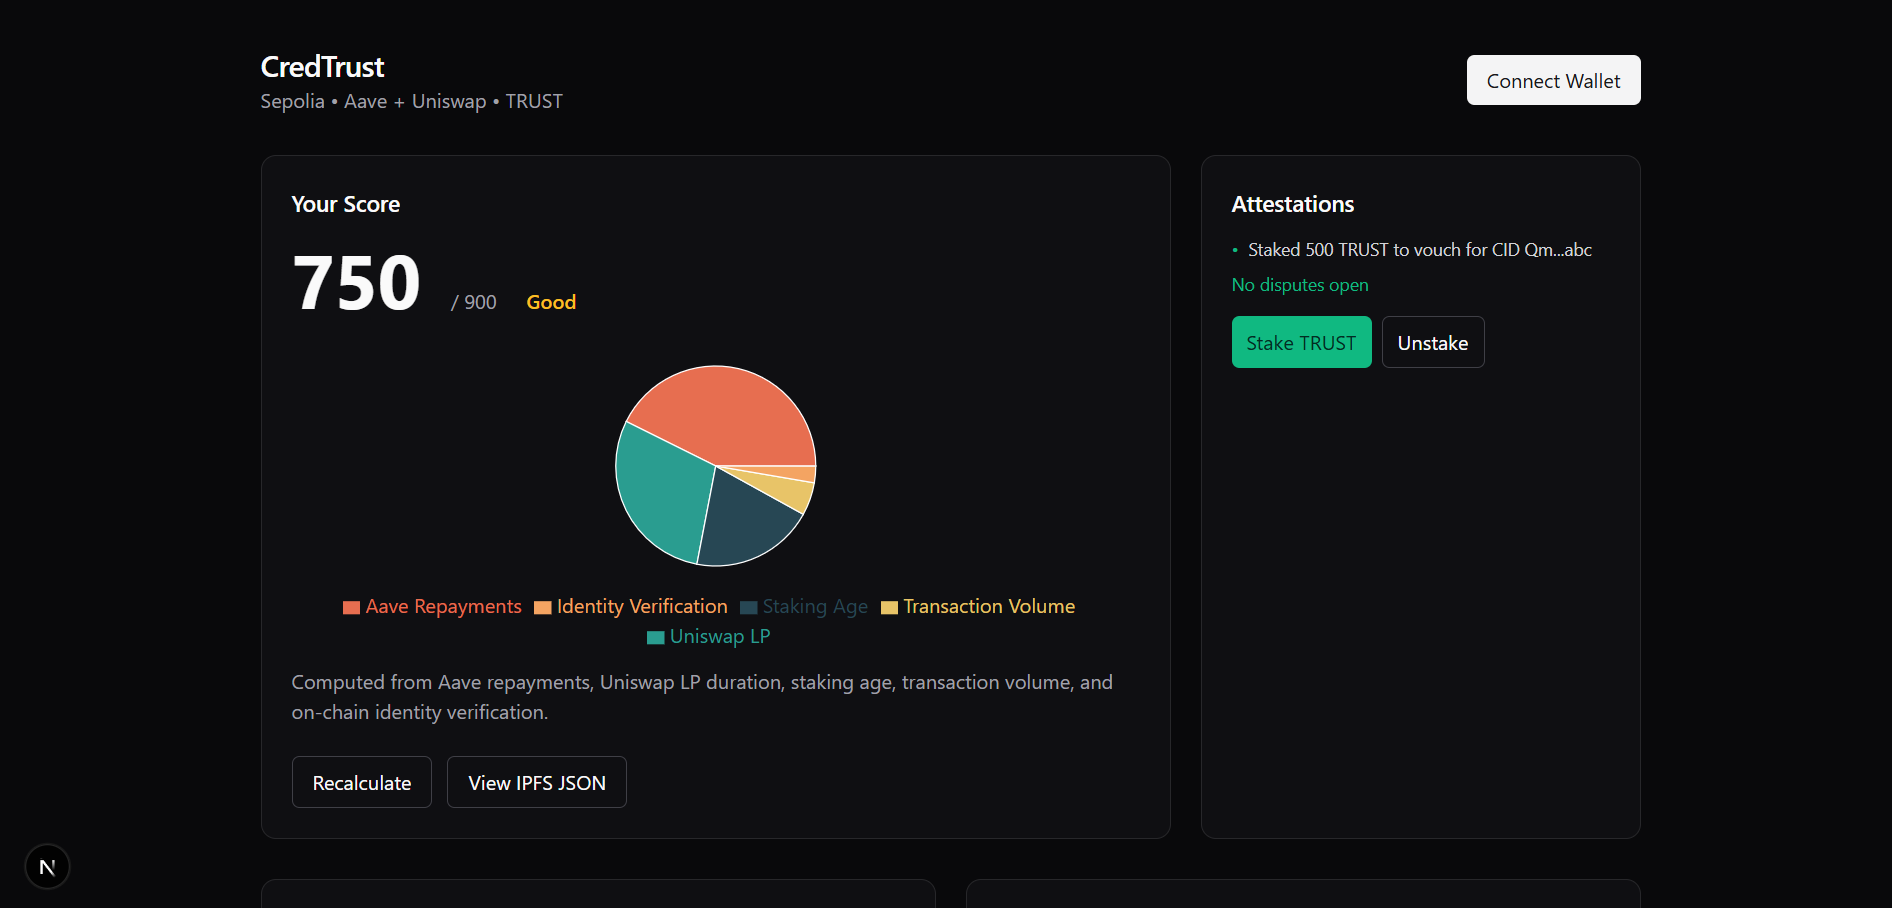 CredTrust
Sepolia • Aave + Uniswap • TRUST
Connect Wallet
Your Score
750 / 900 Good
Aave Repayments Identity Verification Staking Age Transaction Volume
Uniswap LP
Computed from Aave repayments, Uniswap LP duration, staking age, transaction volume, and
on-chain identity verification.
Recalculate View IPFS JSON
Attestations
• Staked 500 TRUST to vouch for CID Qm...abc
No disputes open
Stake TRUST Unstake
N